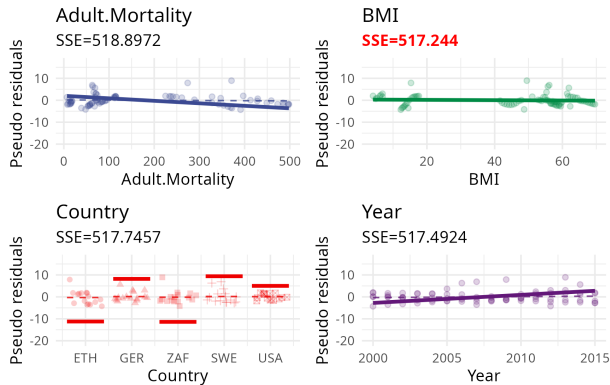 Adult.Mortality
SSE=518.8972
Pseudo residuals
10
0
-10
-20
0 100 200 300 400 500
Adult.Mortality
BMI
SSE=517.244
Pseudo residuals
10
0
-10
-20
20 40 60
BMI
Country
SSE=517.7457
Pseudo residuals
10
0
-10
-20
ETH GER ZAF SWE USA
Country
Year
SSE=517.4924
Pseudo residuals
10
0
-10
-20
2000 2005 2010 2015
Year